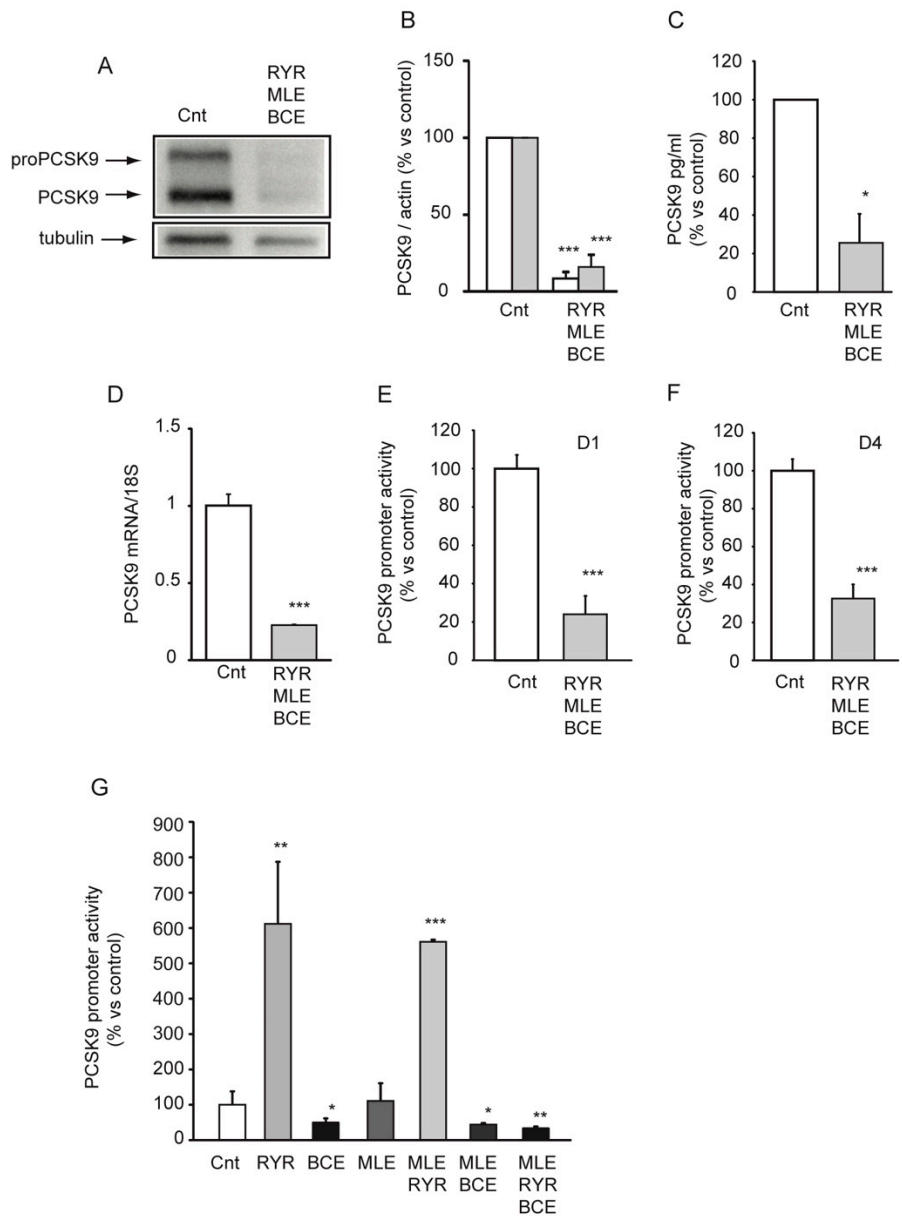 A
RYR
MLE
BCE
Cnt
proPCSK9
PCSK9
tubulin
B
PCSK9 / actin (% vs control)
150
100
50
0
***
***
Cnt
RYR
MLE
BCE
C
PCSK9 pg/ml
(% vs control)
120
100
80
60
40
20
0
*
Cnt
RYR
MLE
BCE
D
PCSK9 mRNA/18S
1.5
1
0.5
0
***
Cnt
RYR
MLE
BCE
E
PCSK9 promoter activity
(% vs control)
120
100
80
60
40
20
0
D1
***
Cnt
RYR
MLE
BCE
F
PCSK9 promoter activity
(% vs control)
120
100
80
60
40
20
0
D4
***
Cnt
RYR
MLE
BCE
G
PCSK9 promoter activity
(% vs control)
900
800
700
600
500
400
300
200
100
0
**
*
***
*
**
Cnt
RYR
BCE
MLE
MLE
RYR
MLE
BCE
MLE
RYR
BCE